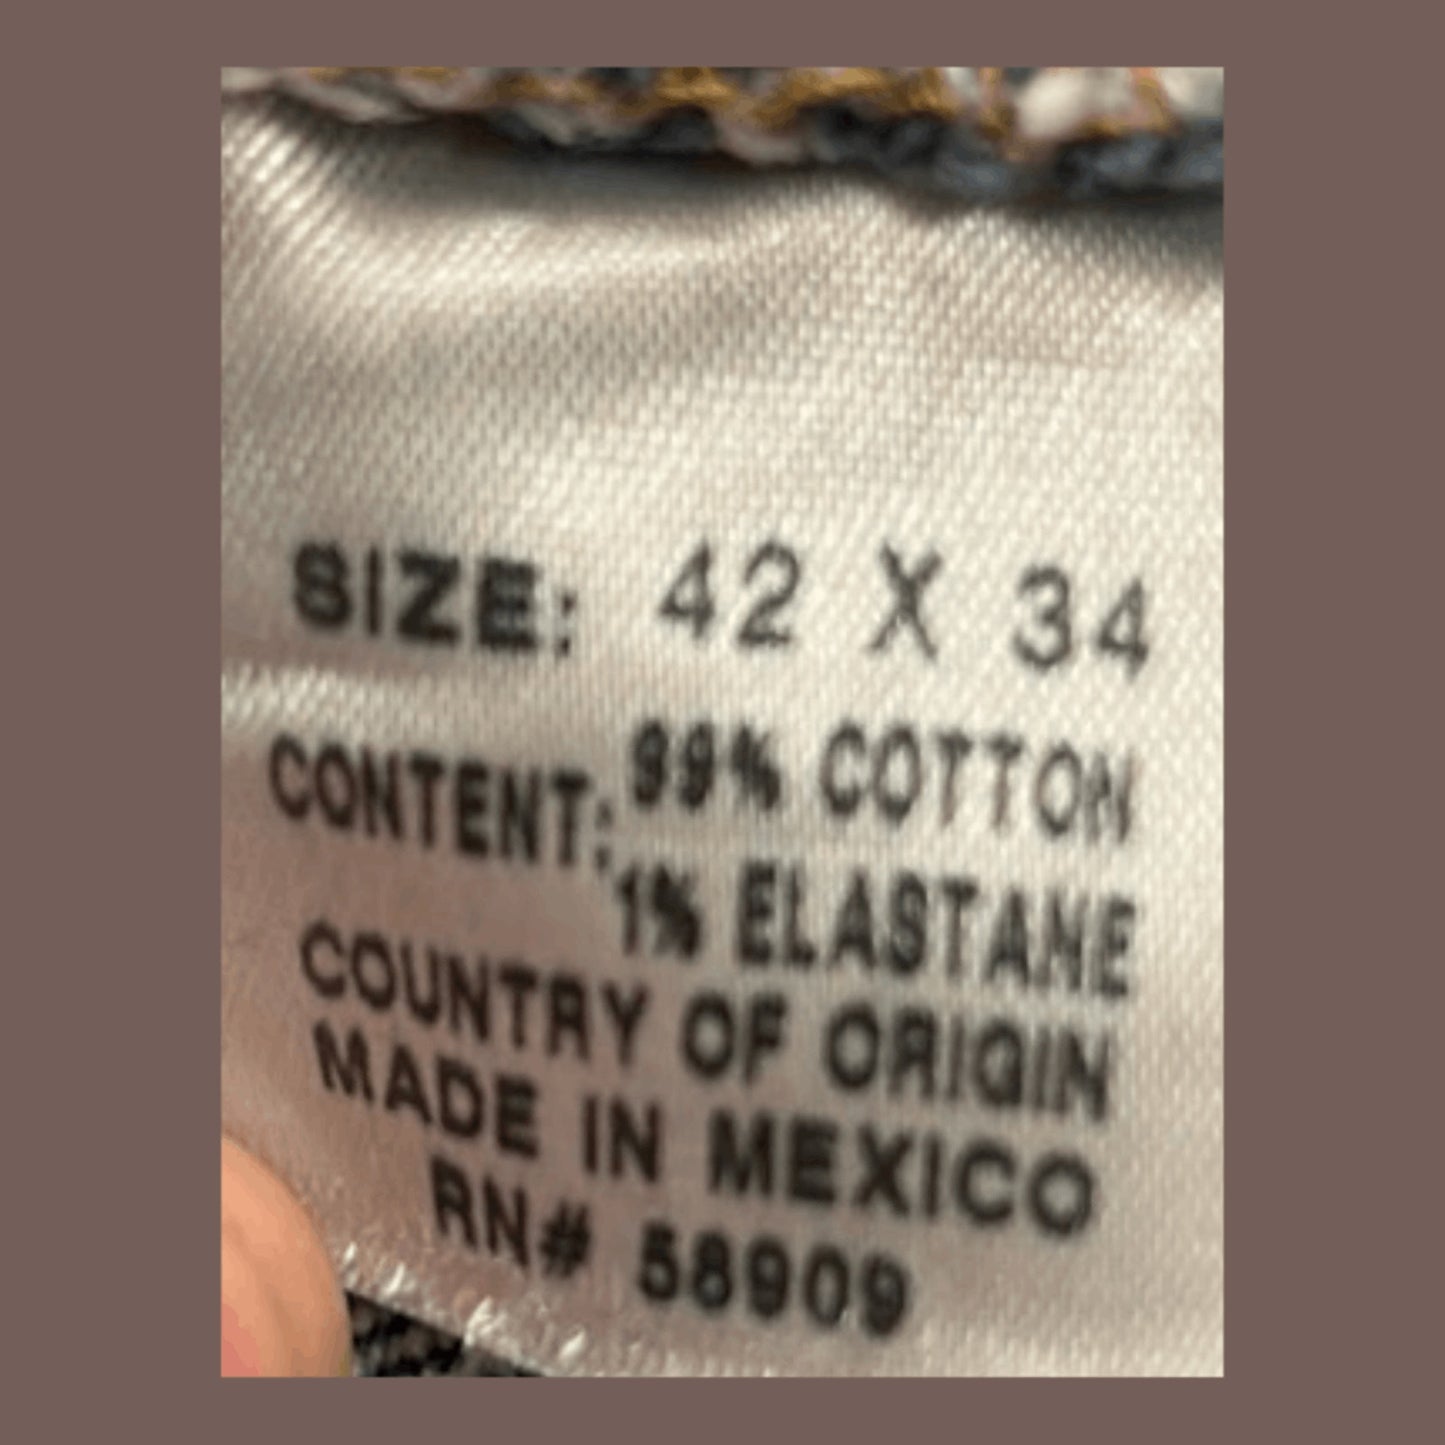 SIZE: 42 X 34
CONTENT: 99% COTTON
1% ELASTANE
COUNTRY OF ORIGIN
MADE IN MEXICO
RN# 58909